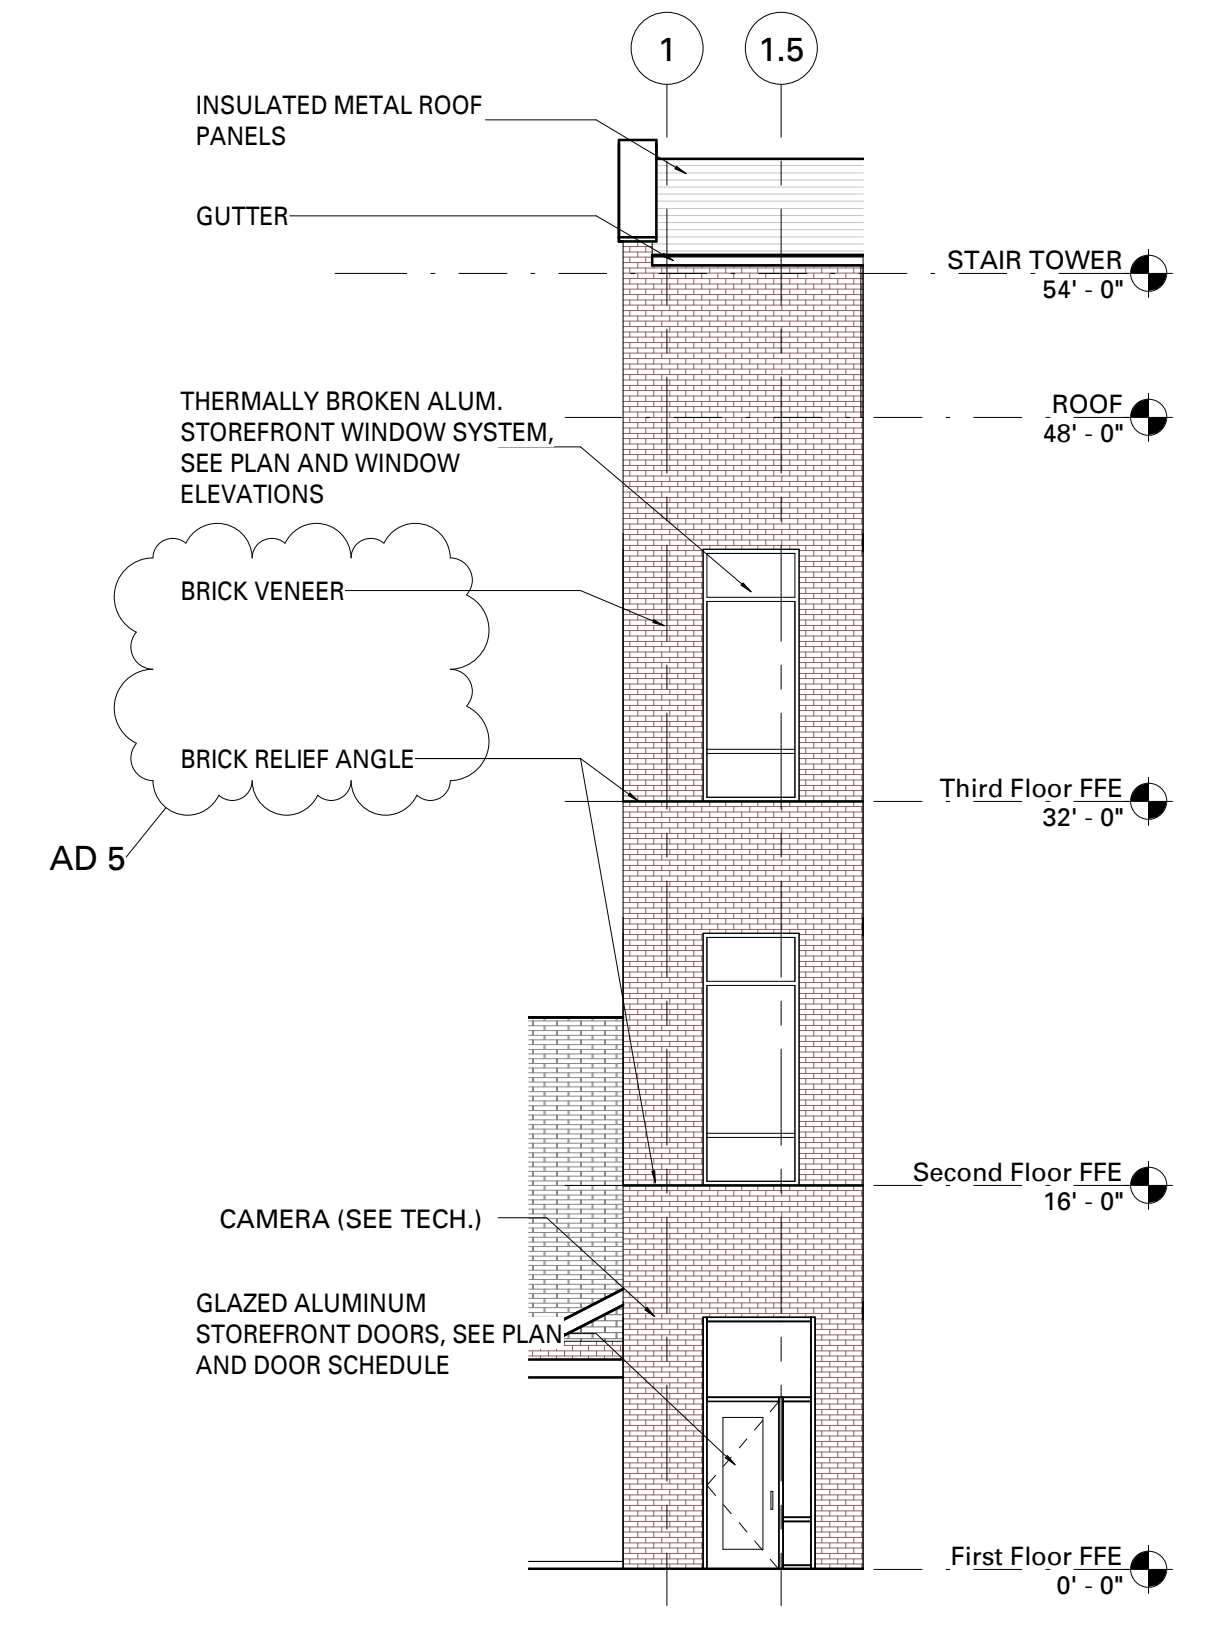 1
1.5
INSULATED METAL ROOF
PANELS
GUTTER
STAIR TOWER
54' - 0"
THERMALLY BROKEN ALUM.
STOREFRONT WINDOW SYSTEM,
SEE PLAN AND WINDOW
ELEVATIONS
ROOF
48' - 0"
BRICK VENEER
BRICK RELIEF ANGLE
AD 5
Third Floor FFE
32' - 0"
Second Floor FFE
16' - 0"
CAMERA (SEE TECH.)
GLAZED ALUMINUM
STOREFRONT DOORS, SEE PLAN
AND DOOR SCHEDULE
First Floor FFE
0' - 0"